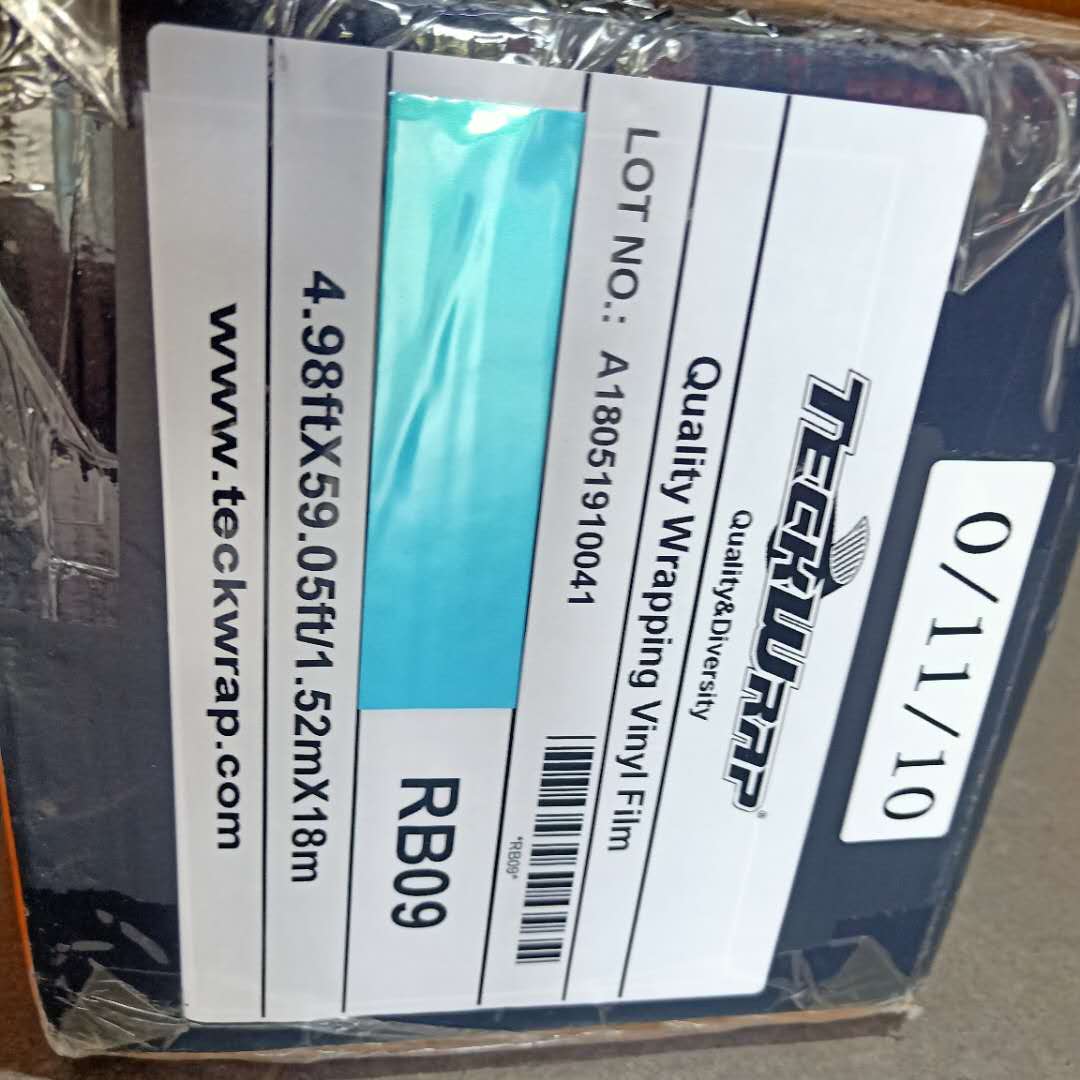 0/11/10
TECKWRAP®
Quality&Diversity
Quality Wrapping Vinyl Film
LOT NO.: A18051910041
*RB09*
RB09
4.98ftX59.05ft/1.52mX18m
www.teckwrap.com